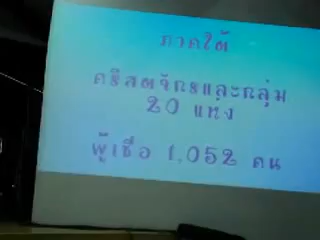 ภาคใต้
คริสตจักรและกลุ่ม
20 แห่ง
ผู้เชื่อ 1,052 คน